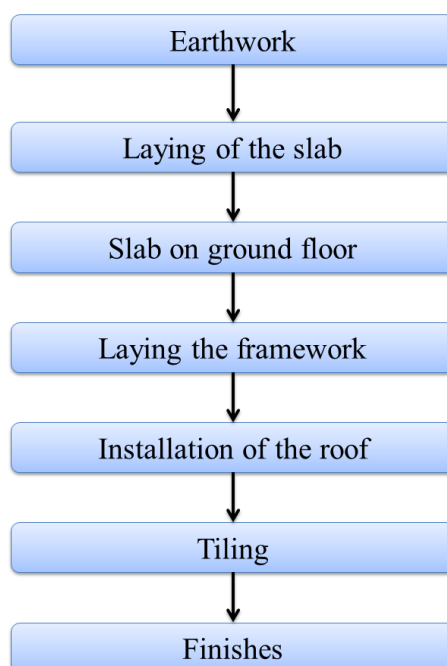 Earthwork
Laying of the slab
Slab on ground floor
Laying the framework
Installation of the roof
Tiling
Finishes